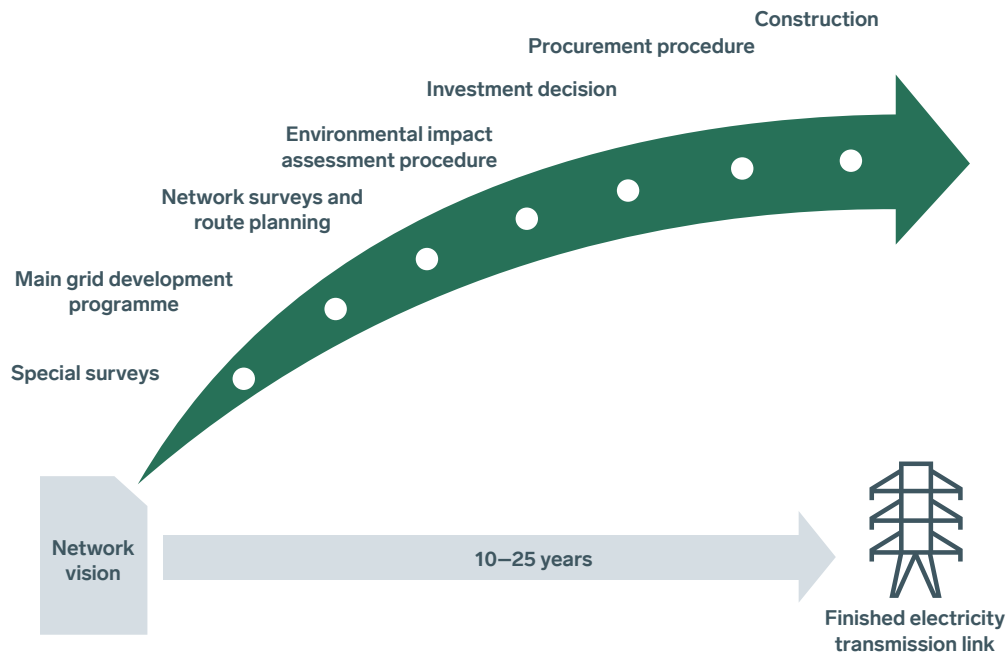 Construction
Procurement procedure
Investment decision
Environmental impact
assessment procedure
Network surveys and
route planning
Main grid development
programme
Special surveys
Network
vision
10–25 years
Finished electricity
transmission link